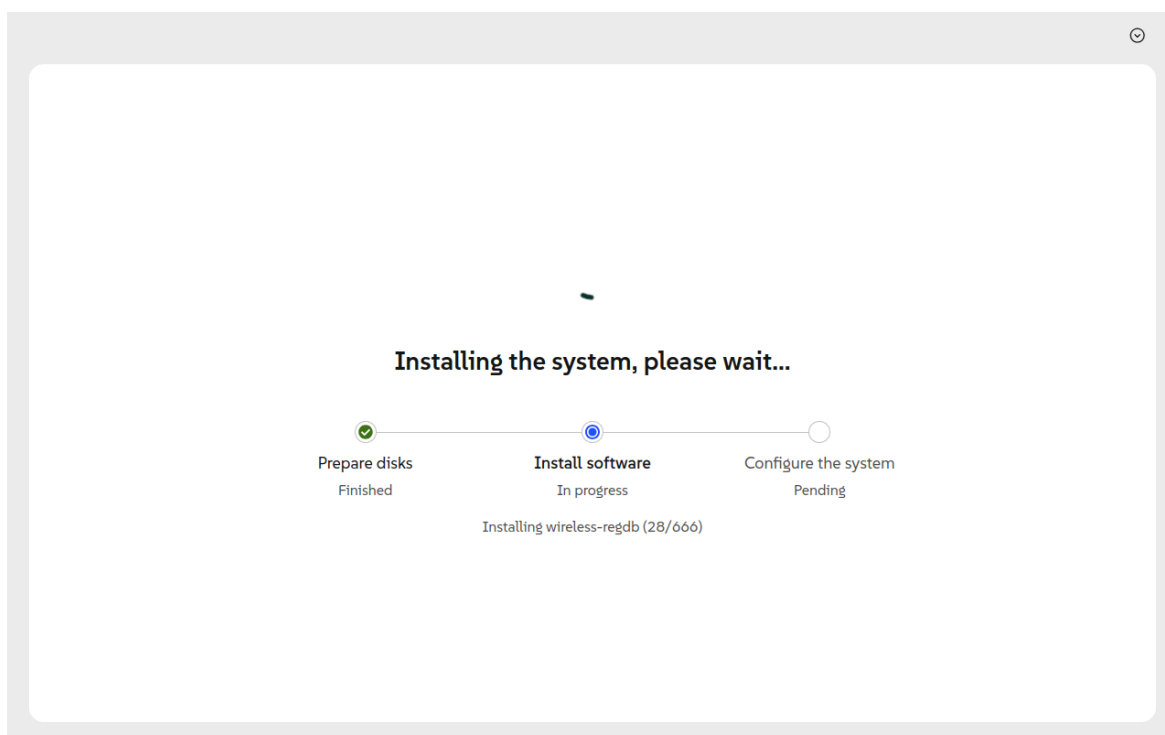 Installing the system, please wait...
Prepare disks
Finished
Install software
In progress
Configure the system
Pending
Installing wireless-regdb (28/666)